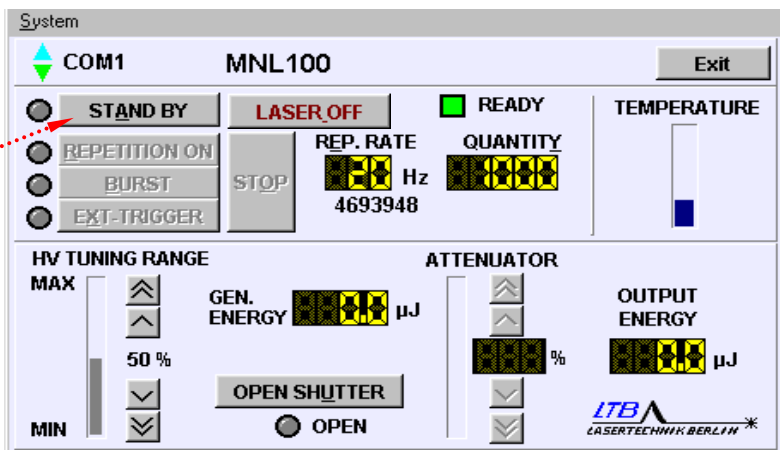 System
COM1 MNL100 Exit
STAND BY LASER OFF READY TEMPERATURE
REPETITION ON REP. RATE QUANTITY
BURST STOP 20 Hz 1000
EXT-TRIGGER 4693948
HV TUNING RANGE ATTENUATOR
MAX GEN. ENERGY 0.0 µJ OUTPUT ENERGY
50 % % 0.0 µJ
OPEN SHUTTER
MIN OPEN
LTB
LASERTECHNIK BERLIN